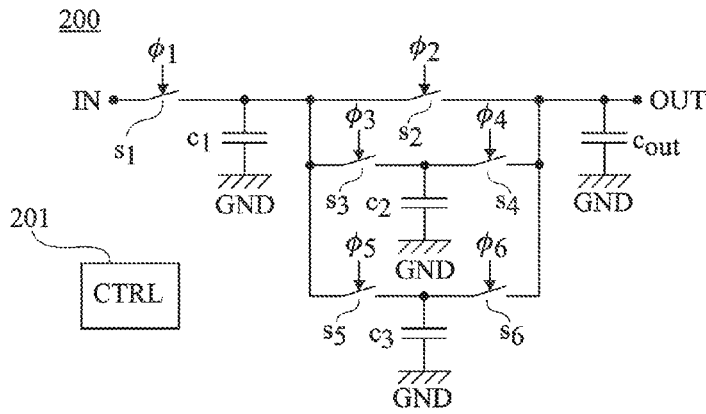 200
ϕ1 ϕ2
IN OUT
s1 c1 s2 cout
ϕ3 ϕ4
GND GND
s3 c2 s4
201
GND
ϕ5 ϕ6
CTRL
s5 c3 s6
GND